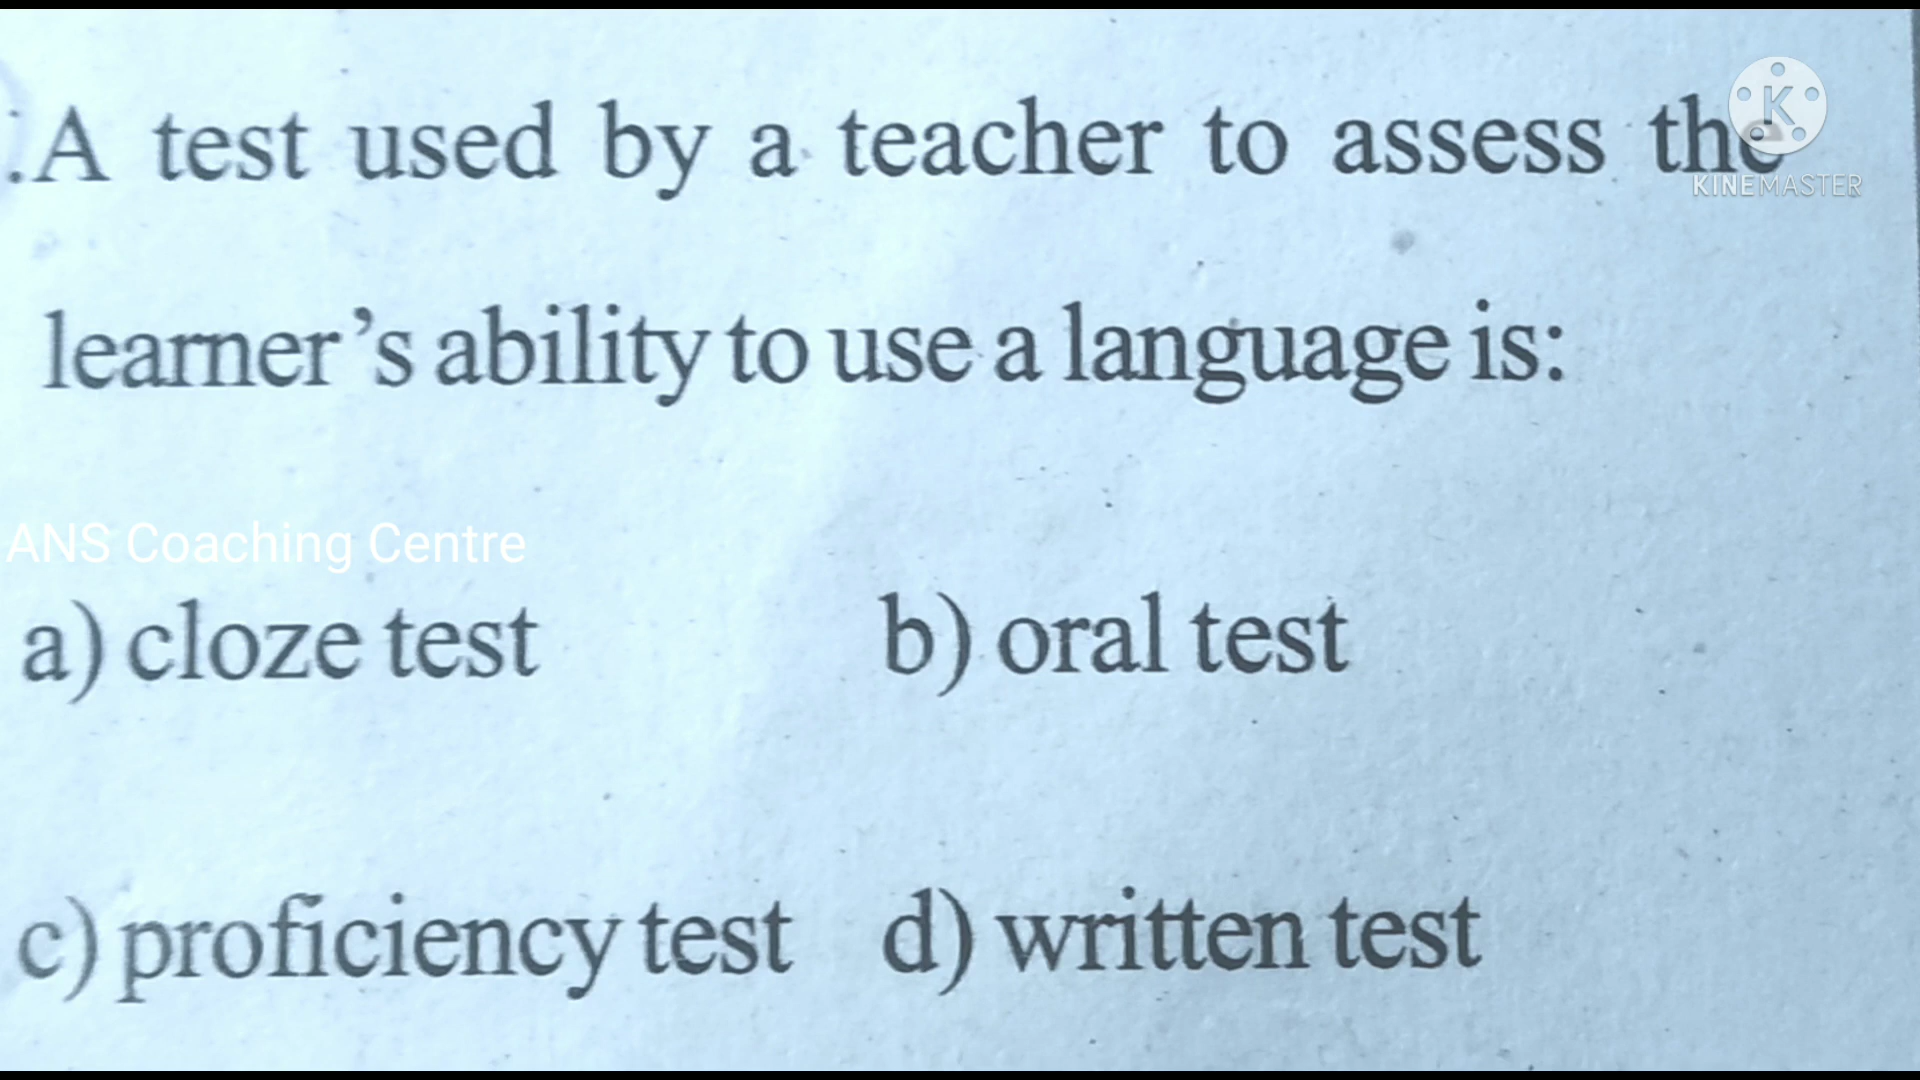 .A test used by a teacher to assess the
KINEMASTER
learner's ability to use a language is:
ANS Coaching Centre
a) cloze test b) oral test
c) proficiency test d) written test